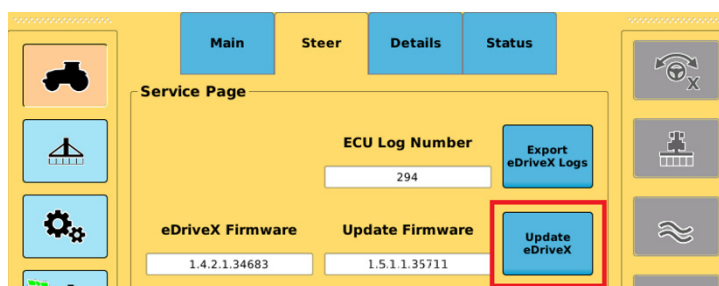 Main Steer Details Status
Service Page
ECU Log Number
Export
eDriveX Logs
294
eDriveX Firmware
Update Firmware
Update
eDriveX
1.4.2.1.34683
1.5.1.1.35711
X